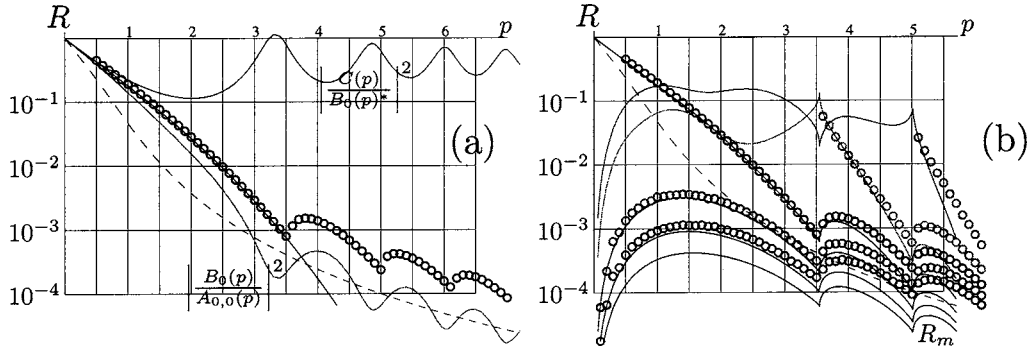 R
1 2 3 4 5 6 p
10^{-1}
10^{-2}
10^{-3}
10^{-4}
|C(p)/B_0(p)*|^2
(a)
|B_0(p)/A_{0,0}(p)|^2
R
1 2 3 4 5 p
10^{-1}
10^{-2}
10^{-3}
10^{-4}
(b)
R_m